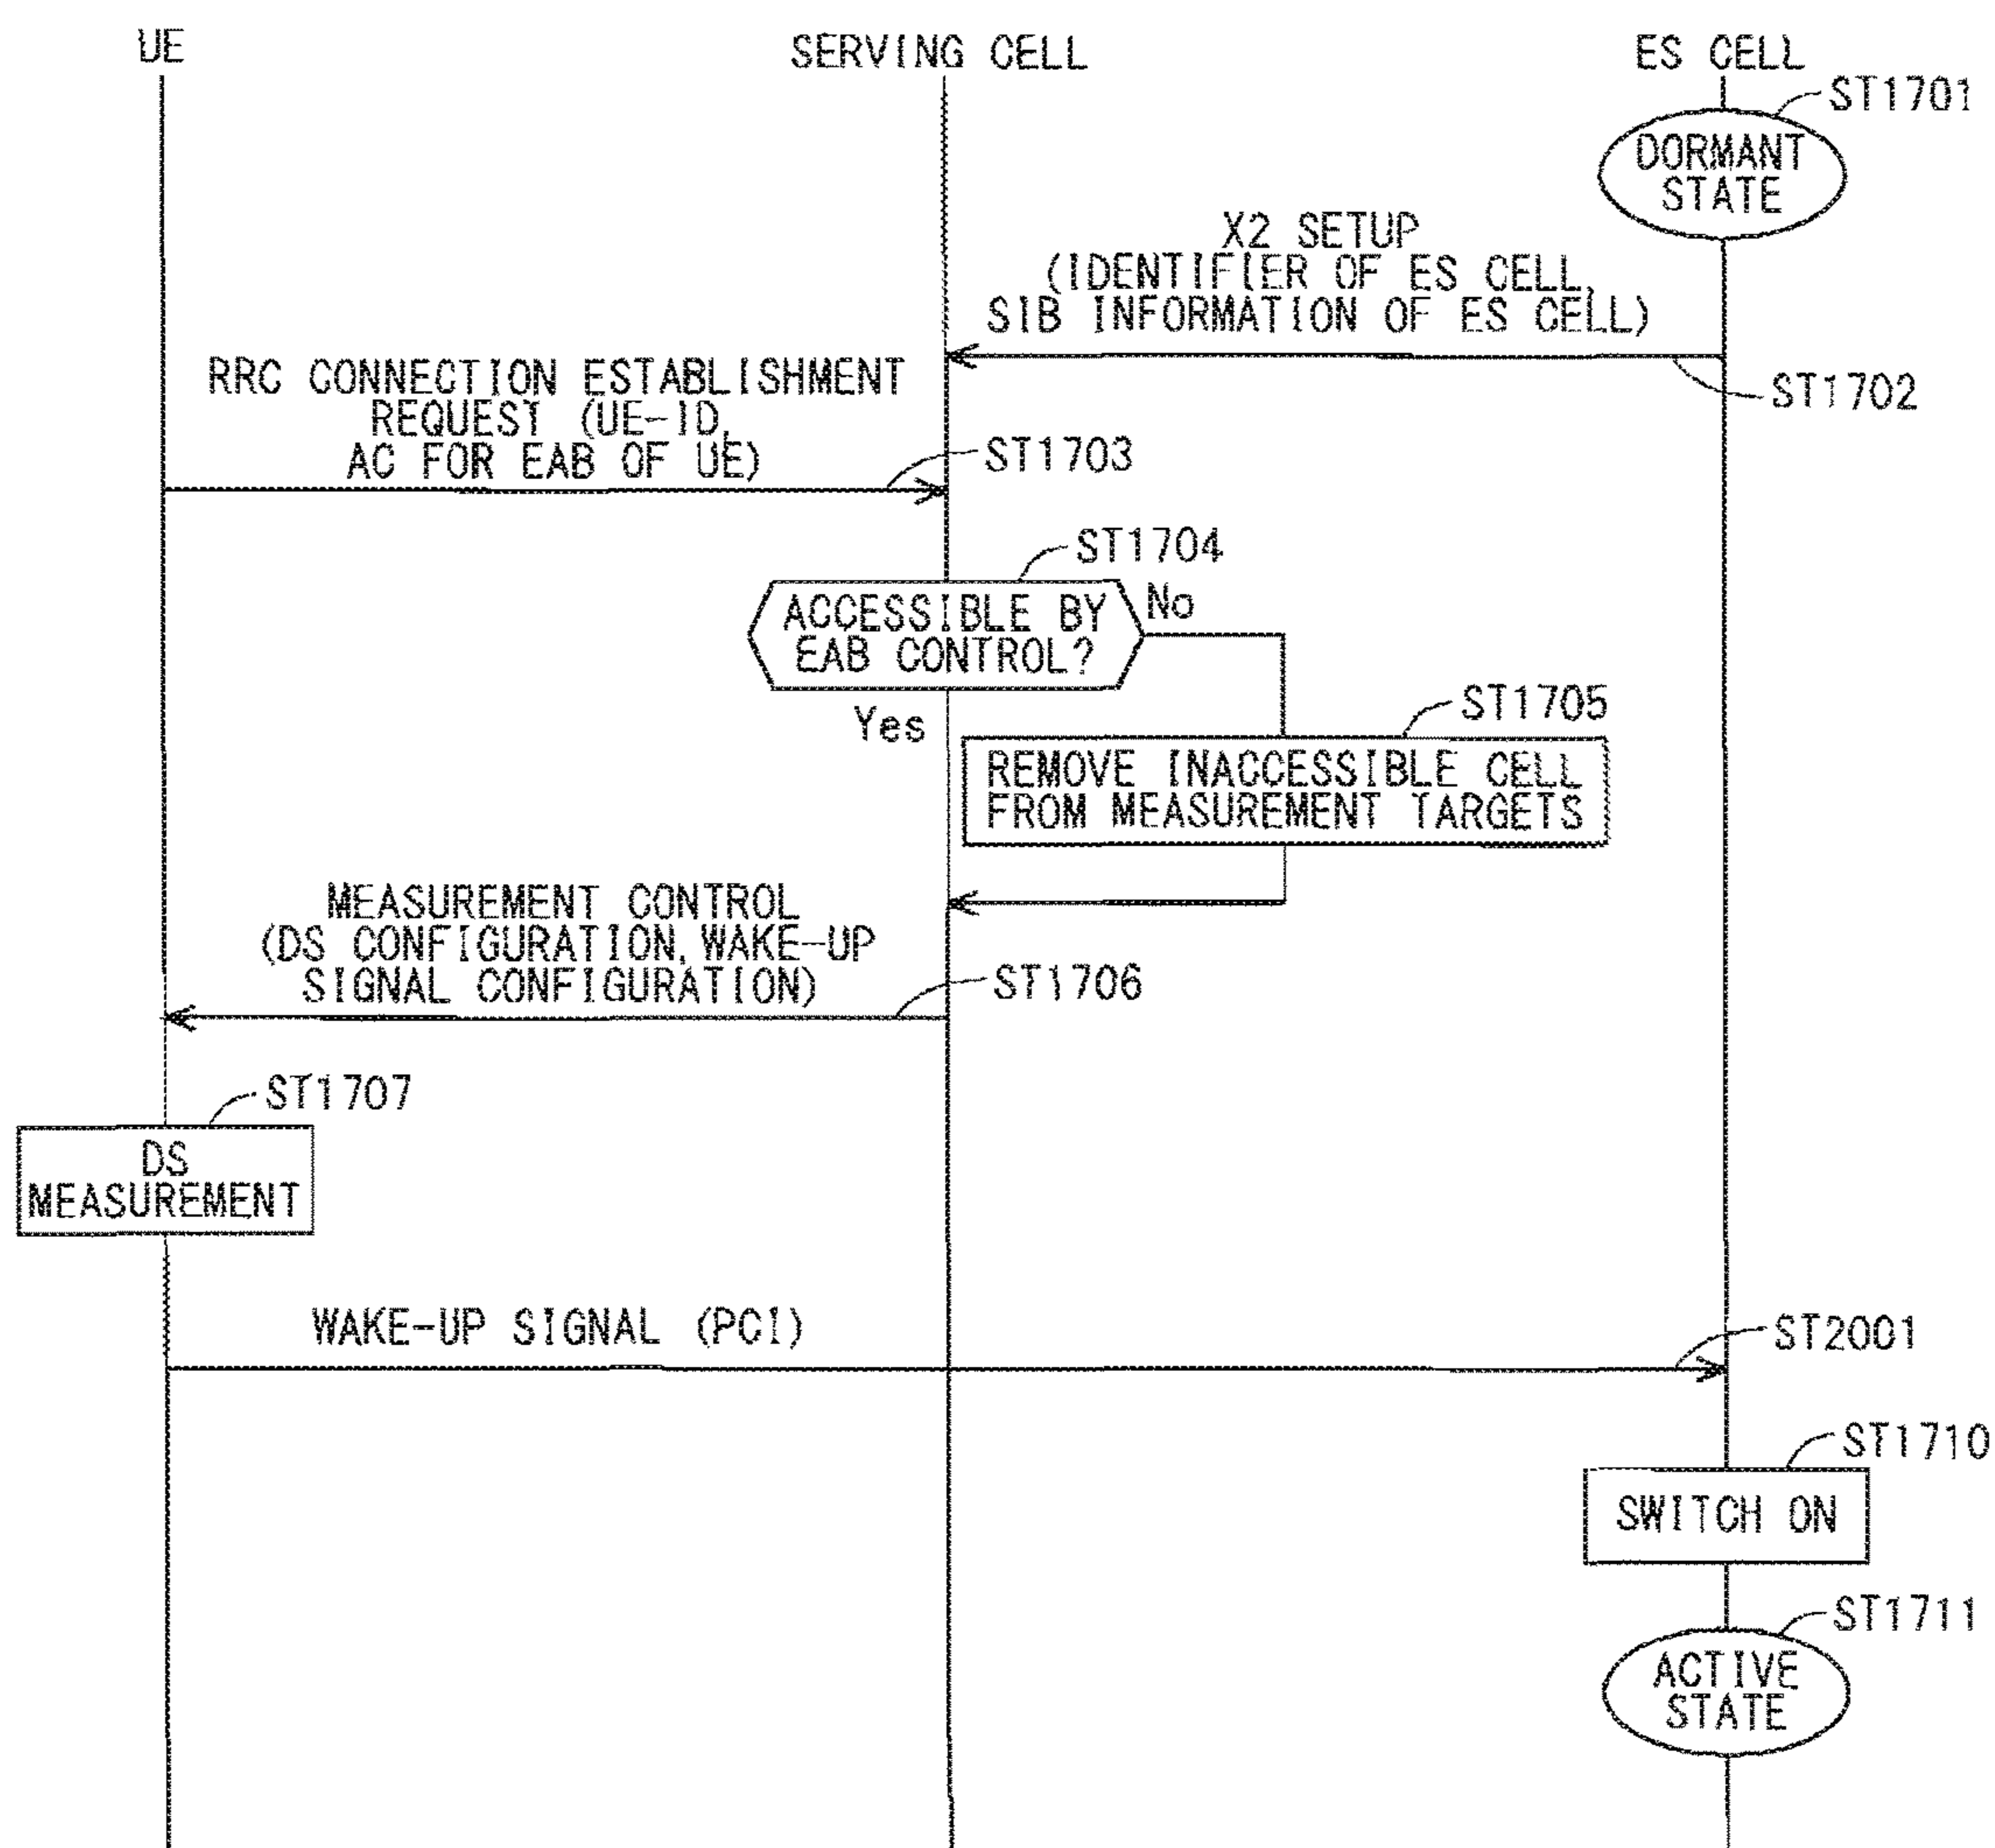 UE
SERVING CELL
ES CELL
ST1701
DORMANT
STATE
X2 SETUP
(IDENTIFIER OF ES CELL,
SIB INFORMATION OF ES CELL)
ST1702
RRC CONNECTION ESTABLISHMENT
REQUEST (UE-ID,
AC FOR EAB OF UE)
ST1703
ST1704
ACCESSIBLE BY
EAB CONTROL?
No
Yes
ST1705
REMOVE INACCESSIBLE CELL
FROM MEASUREMENT TARGETS
MEASUREMENT CONTROL
(DS CONFIGURATION, WAKE-UP
SIGNAL CONFIGURATION)
ST1706
ST1707
DS
MEASUREMENT
WAKE-UP SIGNAL (PCI)
ST2001
ST1710
SWITCH ON
ST1711
ACTIVE
STATE